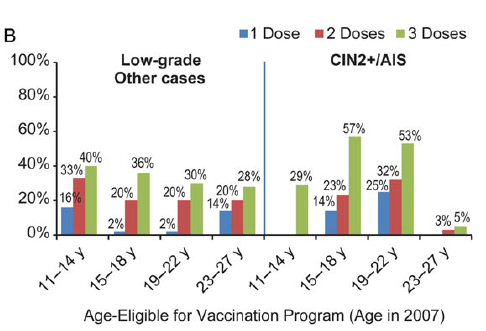 B
1 Dose 2 Doses 3 Doses
Low-grade
Other cases
CIN2+/AIS
100%
80%
60%
40%
20%
0%
16% 33% 40%
2% 20% 36%
2% 20% 30%
14% 20% 28%
29%
14% 23% 57%
25% 32% 53%
3% 5%
11–14 y 15–18 y 19–22 y 23–27 y 11–14 y 15–18 y 19–22 y 23–27 y
Age-Eligible for Vaccination Program (Age in 2007)